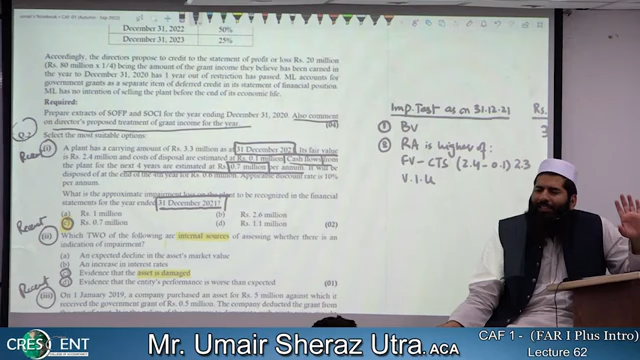 umair's Notebook • CAF 01 (Autumn - Sep 2022)
December 31, 2022 50%
December 31, 2023 25%
Accordingly, the directors propose to credit to the statement of profit or loss Rs. 20 million
(Rs. 80 million x 1/4) being the amount of the grant income they believe has been earned in
the year to December 31, 2020 has 1 year out of restriction has passed. ML accounts for
government grants as a separate item of deferred credit in its statement of financial position.
ML has no intention of selling the plant before the end of its economic life.
Required:
Prepare extracts of SOFP and SOCI for the year ending December 31, 2020. Also comment
on director's proposed treatment of grant income for the year. (04)
Select the most suitable options:
(i) A plant has a carrying amount of Rs. 3.3 million as at 31 December 2021. Its fair value
is Rs. 2.4 million and costs of disposal are estimated at Rs. 0.1 million. Cash flows from
the plant for the next 4 years are estimated at Rs. 0.7 million per annum. It will be
disposed of at the end of the 4th year for Rs. 0.6 million. Applicable discount rate is 10%
per annum.
What is the approximate impairment loss on the plant to be recognized in the financial
statements for the year ended 31 December 2021?
(a) Rs. 1 million (b) Rs. 2.6 million
Rs. 0.7 million (d) Rs. 1.1 million (02)
Recent
(ii) Which TWO of the following are internal sources of assessing whether there is an
indication of impairment?
(a) An expected decline in the asset's market value
(b) An increase in interest rates
Evidence that the asset is damaged
Evidence that the entity's performance is worse than expected (01)
Recent
(iii) On 1 January 2019, a company purchased an asset for Rs. 5 million against which it
received the government grant of Rs. 0.5 million. The company deducted the grant from
Imp. Test as on 31.12.21 Rs.
① BV 3
② RA is higher of:
FV - CTS (2.4 - 0.1) 2.3
V.I.U
CRESCENT
COLLEGE OF ACCOUNTANCY
Mr. Umair Sheraz Utra. ACA
CAF 1 - (FAR I Plus Intro)
Lecture 62